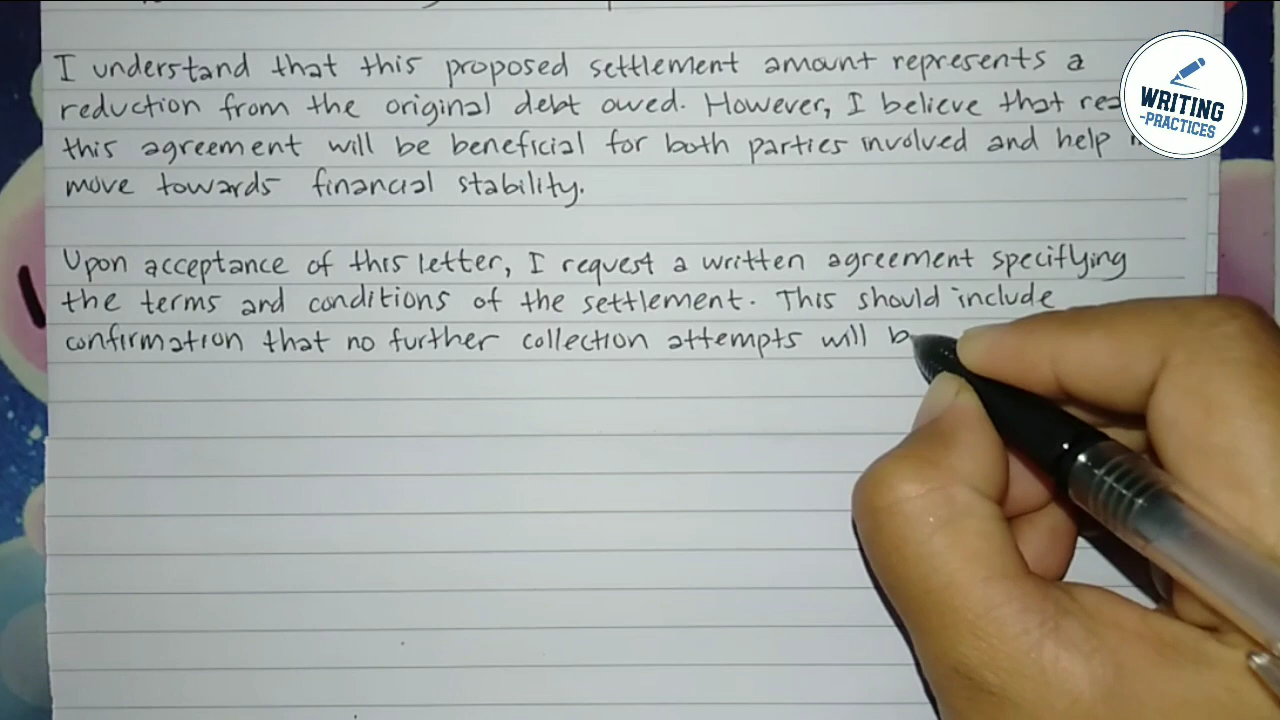 I understand that this proposed settlement amount represents a
reduction from the original debt owed. However, I believe that
this agreement will be beneficial for both parties involved and help
move towards financial stability.
Upon acceptance of this letter, I request a written agreement specifiying
the terms and conditions of the settlement. This should include
confirmation that no further collection attempts will
WRITING
-PRACTICES